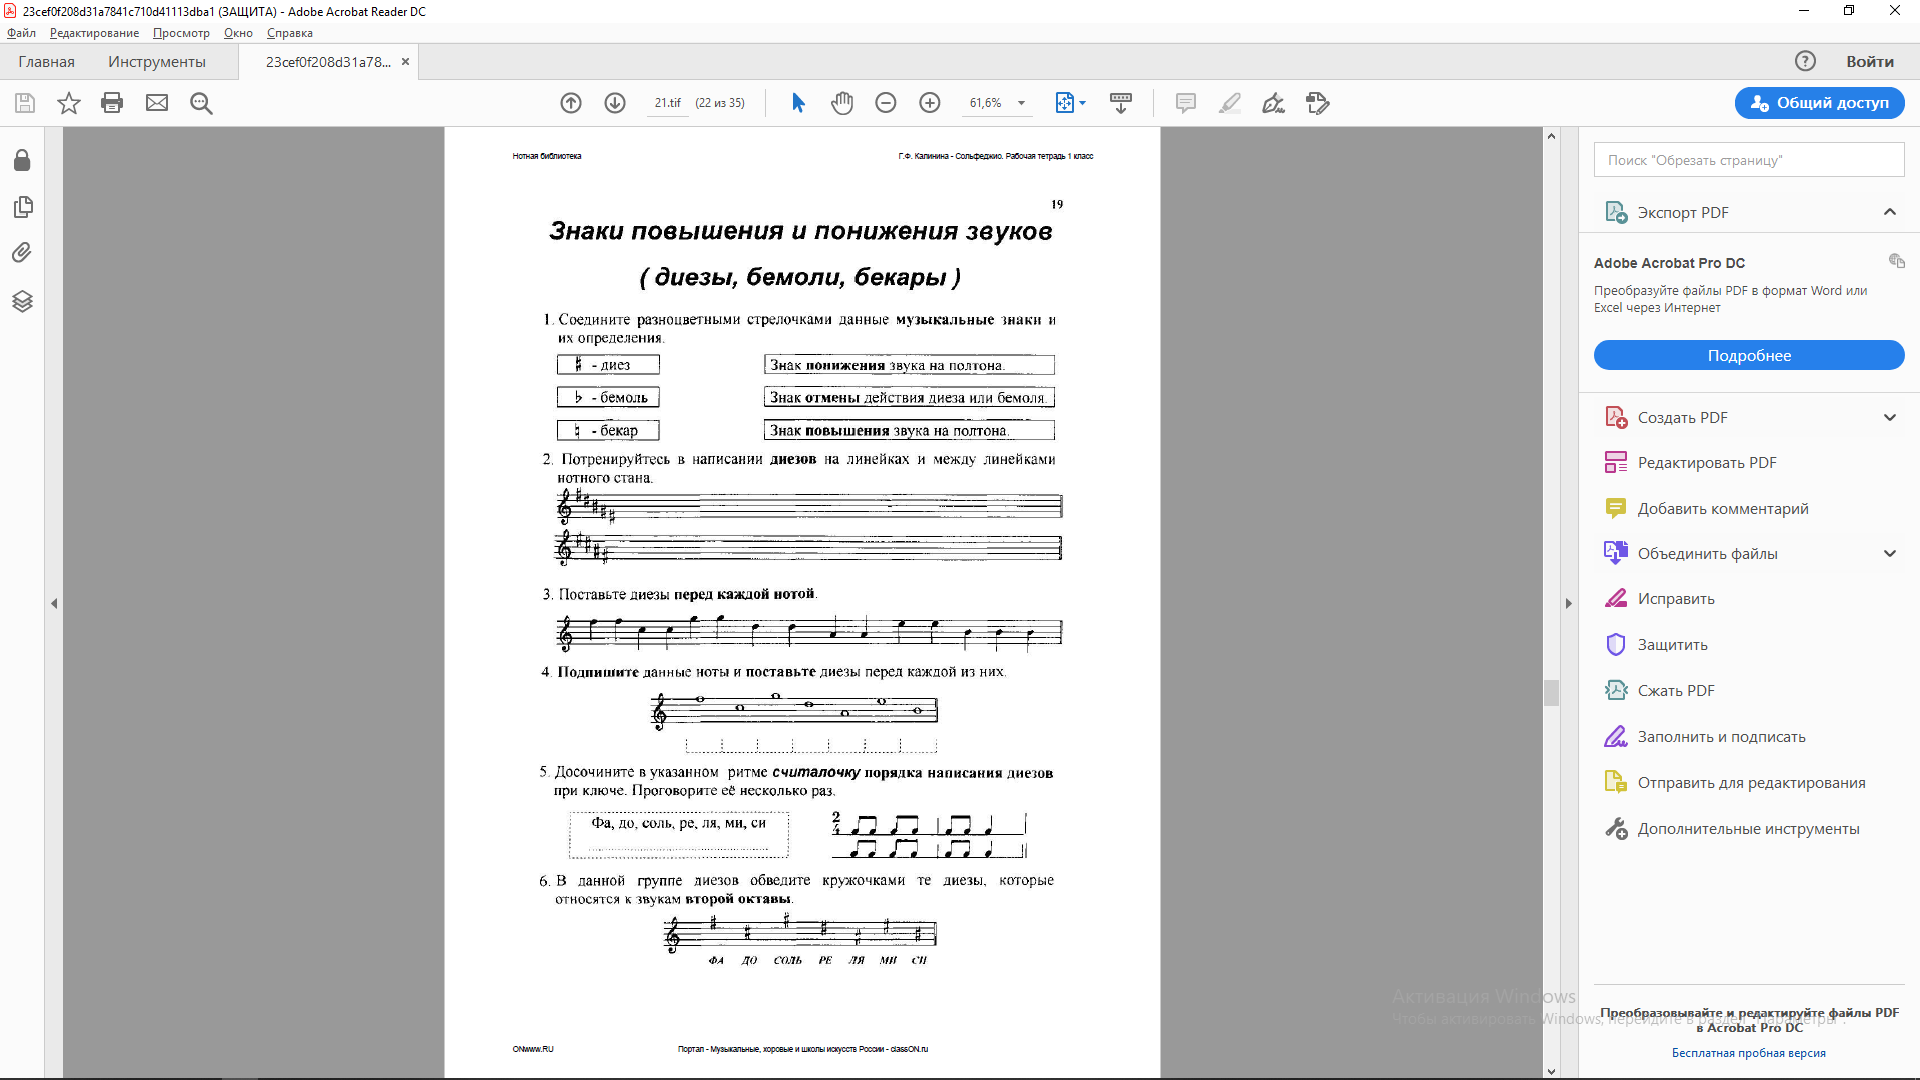 23cef0f208d31a7841c710d41113dba1 (ЗАЩИТА) - Adobe Acrobat Reader DC
Файл Редактирование Просмотр Окно Справка
Главная Инструменты 23cef0f208d31a78... × Войти
21.tif (22 из 35) 61,6% Общий доступ
Нотная библиотека Г.Ф. Калинина - Сольфеджио. Рабочая тетрадь 1 класс
19
Знаки повышения и понижения звуков
( диезы, бемоли, бекары )
1. Соедините разноцветными стрелочками данные музыкальные знаки и
их определения.
♯ - диез Знак понижения звука на полтона.
♭ - бемоль Знак отмены действия диеза или бемоля.
♮ - бекар Знак повышения звука на полтона.
2. Потренируйтесь в написании диезов на линейках и между линейками
нотного стана.
3. Поставьте диезы перед каждой нотой.
4. Подпишите данные ноты и поставьте диезы перед каждой из них.
5. Досочините в указанном ритме считалочку порядка написания диезов
при ключе. Проговорите её несколько раз.
Фа, до, соль, ре, ля, ми, си
2
4
6. В данной группе диезов обведите кружочками те диезы, которые
относятся к звукам второй октавы.
ФА ДО СОЛЬ РЕ ЛЯ МИ СИ
ONwww.RU Портал - Музыкальные, хоровые и школы искусств России - classON.ru
Поиск "Обрезать страницу"
Экспорт PDF
Adobe Acrobat Pro DC
Преобразуйте файлы PDF в формат Word или
Excel через Интернет
Подробнее
Создать PDF
Редактировать PDF
Добавить комментарий
Объединить файлы
Исправить
Защитить
Сжать PDF
Заполнить и подписать
Отправить для редактирования
Дополнительные инструменты
Активация Windows
Чтобы активировать Windows, перейдите в раздел "Параметры".
Преобразовывайте и редактируйте файлы PDF
в Acrobat Pro DC
Бесплатная пробная версия